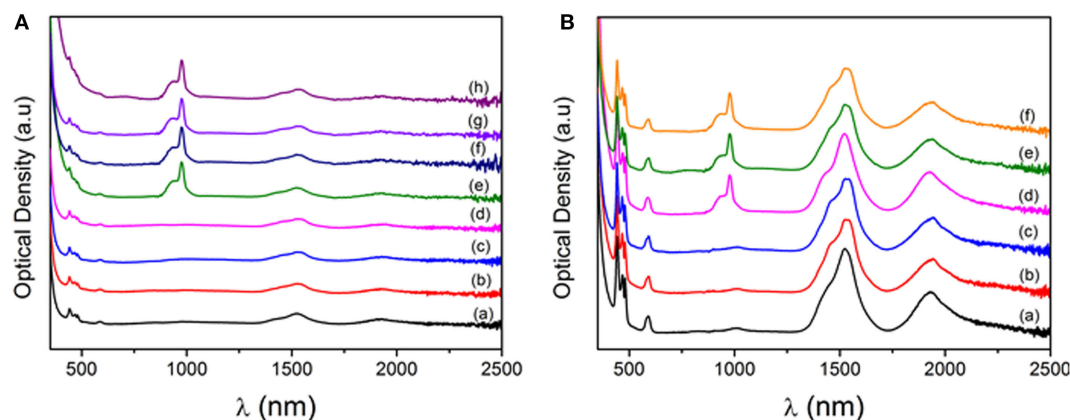 A
Optical Density (a.u)
(h)
(g)
(f)
(e)
(d)
(c)
(b)
(a)
500 1000 1500 2000 2500
λ (nm)
B
Optical Density (a.u)
(f)
(e)
(d)
(c)
(b)
(a)
500 1000 1500 2000 2500
λ (nm)